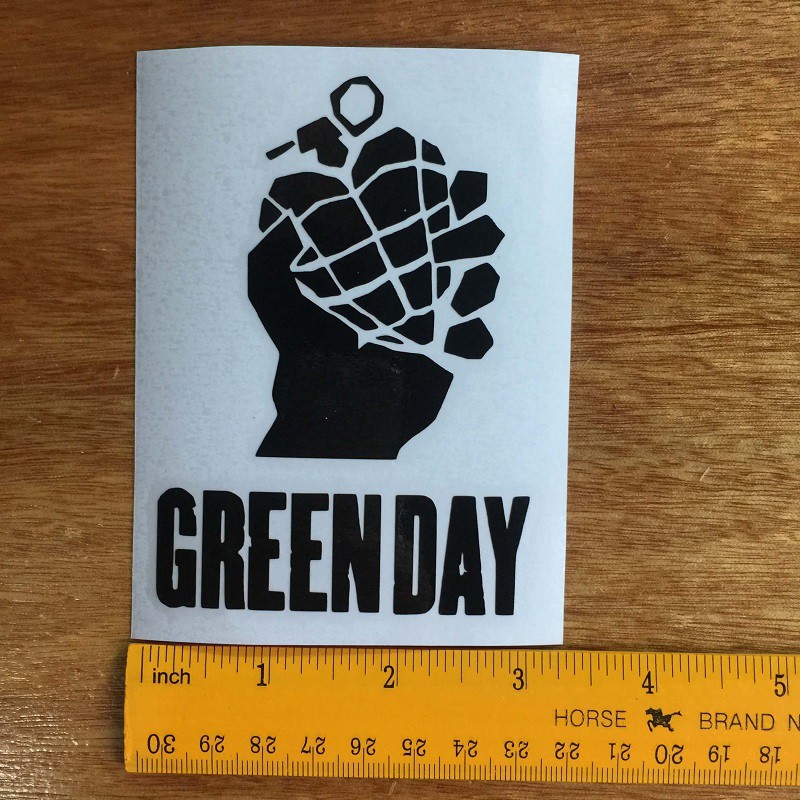 GREEN DAY
inch 1 2 3 4 5
HORSE BRAND N
30 29 28 27 26 25 24 23 22 21 20 19 18